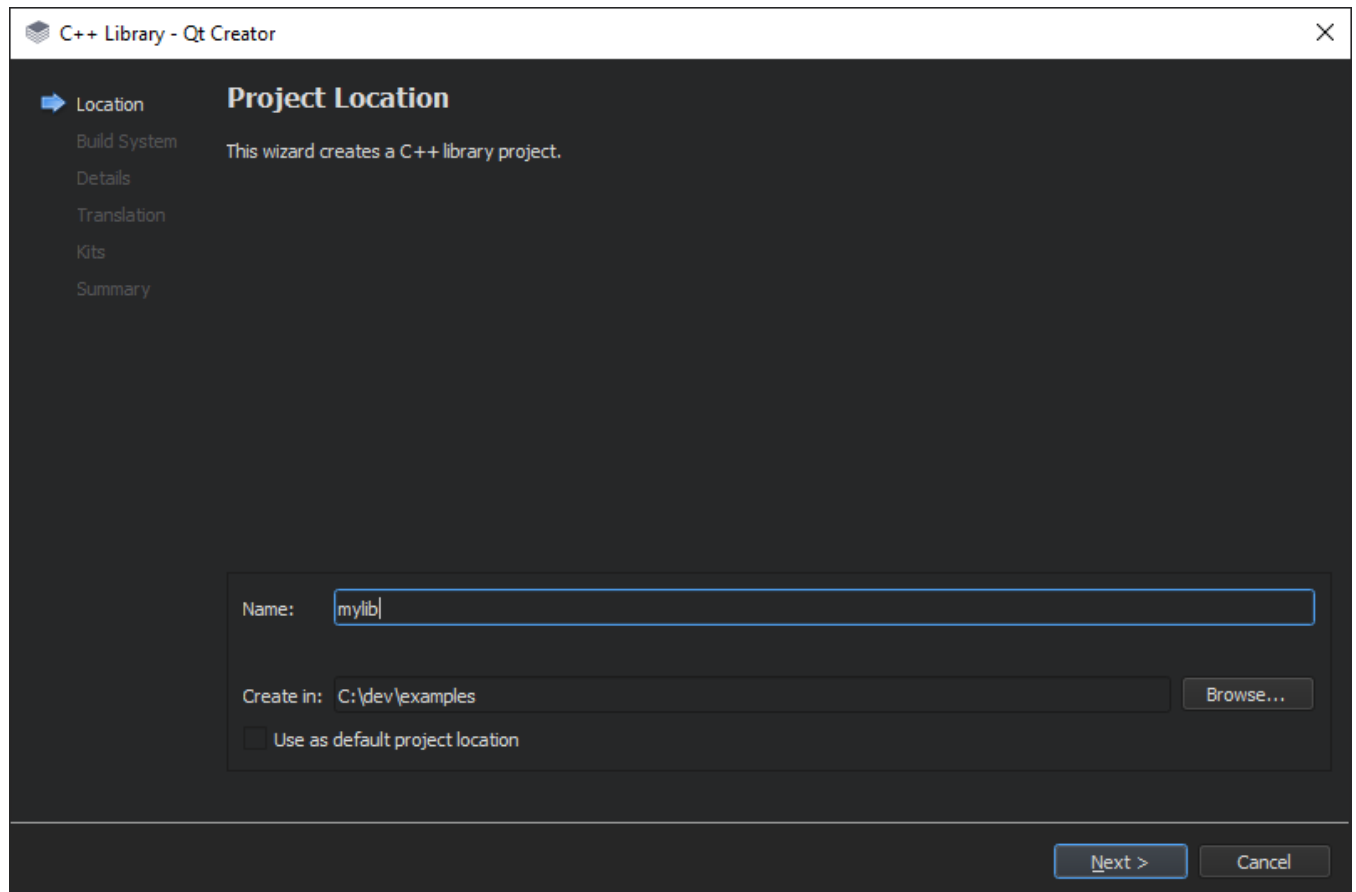 C++ Library - Qt Creator
Location
Build System
Details
Translation
Kits
Summary
Project Location
This wizard creates a C++ library project.
Name: mylib
Create in: C:\dev\examples Browse...
Use as default project location
Next > Cancel